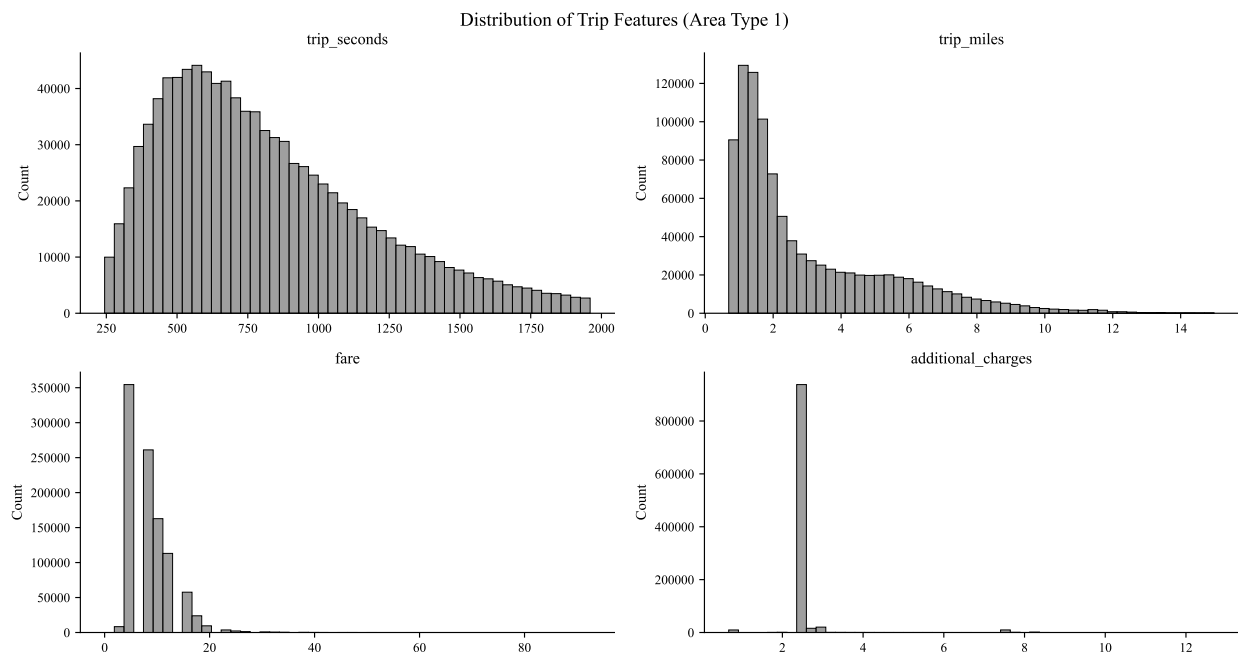 Distribution of Trip Features (Area Type 1)
trip_seconds
Count
40000
30000
20000
10000
0
250 500 750 1000 1250 1500 1750 2000
trip_miles
Count
120000
100000
80000
60000
40000
20000
0
0 2 4 6 8 10 12 14
fare
Count
350000
300000
250000
200000
150000
100000
50000
0
0 20 40 60 80
additional_charges
Count
800000
600000
400000
200000
0
2 4 6 8 10 12